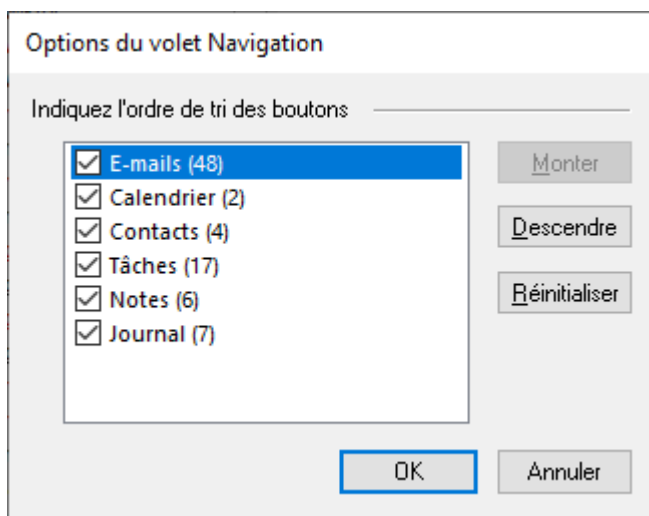 Options du volet Navigation
Indiquez l'ordre de tri des boutons
E-mails (48)
Calendrier (2)
Contacts (4)
Tâches (17)
Notes (6)
Journal (7)
Monter
Descendre
Réinitialiser
OK
Annuler